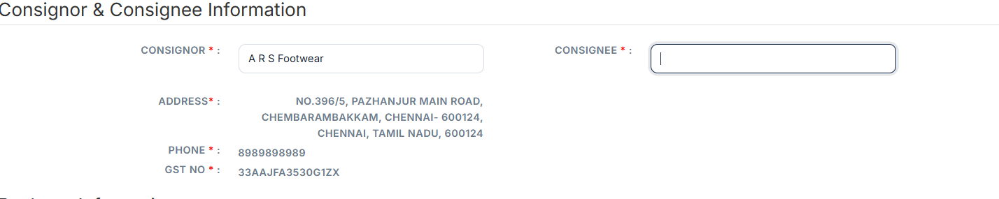 Consignor & Consignee Information
CONSIGNOR * :
A R S Footwear
CONSIGNEE * :
ADDRESS* :
NO.396/5, PAZHANJUR MAIN ROAD,
CHEMBARAMBAKKAM, CHENNAI- 600124,
CHENNAI, TAMIL NADU, 600124
PHONE * :
8989898989
GST NO * :
33AAJFA3530G1ZX